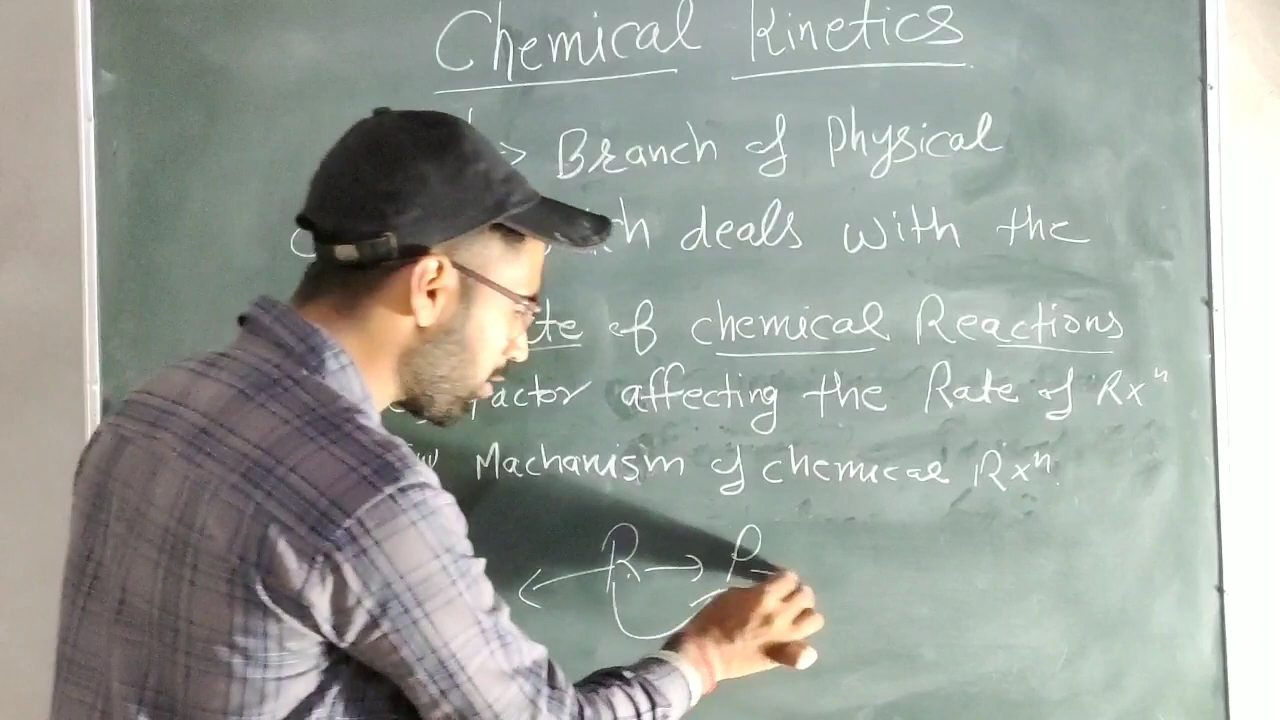 Chemical Kinetics
> Branch of Physical
deals with the
of chemical Reactions
factor affecting the Rate of Rxⁿ
Machanism of chemical Rxⁿ.
R → P